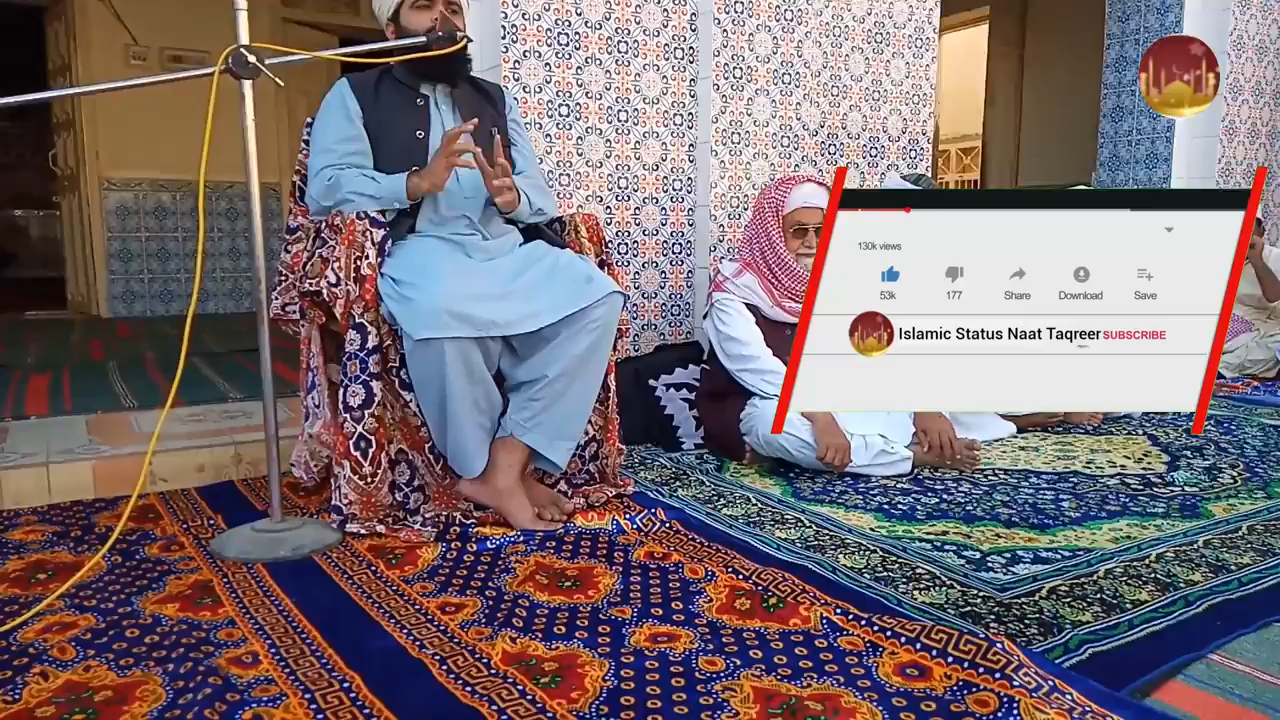 130k views
53k
177
Share
Download
Save
Islamic Status Naat Taqreer SUBSCRIBE